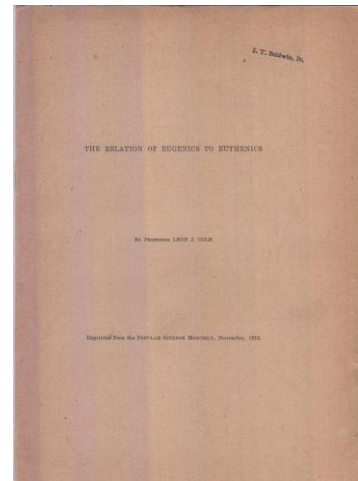 J. T. Baldwin, Jr.
THE RELATION OF EUGENICS TO EUTHENICS
By Professor LEON J. COLE
Reprinted from the POPULAR SCIENCE MONTHLY, November, 1914